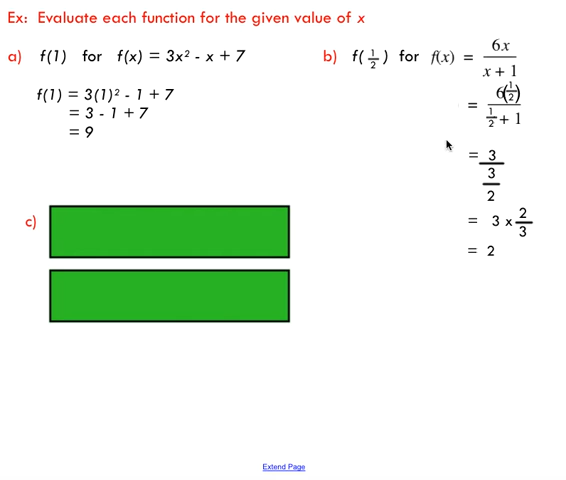 Ex: Evaluate each function for the given value of x
a) f(1) for f(x) = 3x² - x + 7
f(1) = 3(1)² - 1 + 7
= 3 - 1 + 7
= 9
b) f(1/2) for f(x) = 6x/(x + 1)
= 6(1/2)/(1/2 + 1)
= 3/(3/2)
= 3 x 2/3
= 2
c)
Extend Page